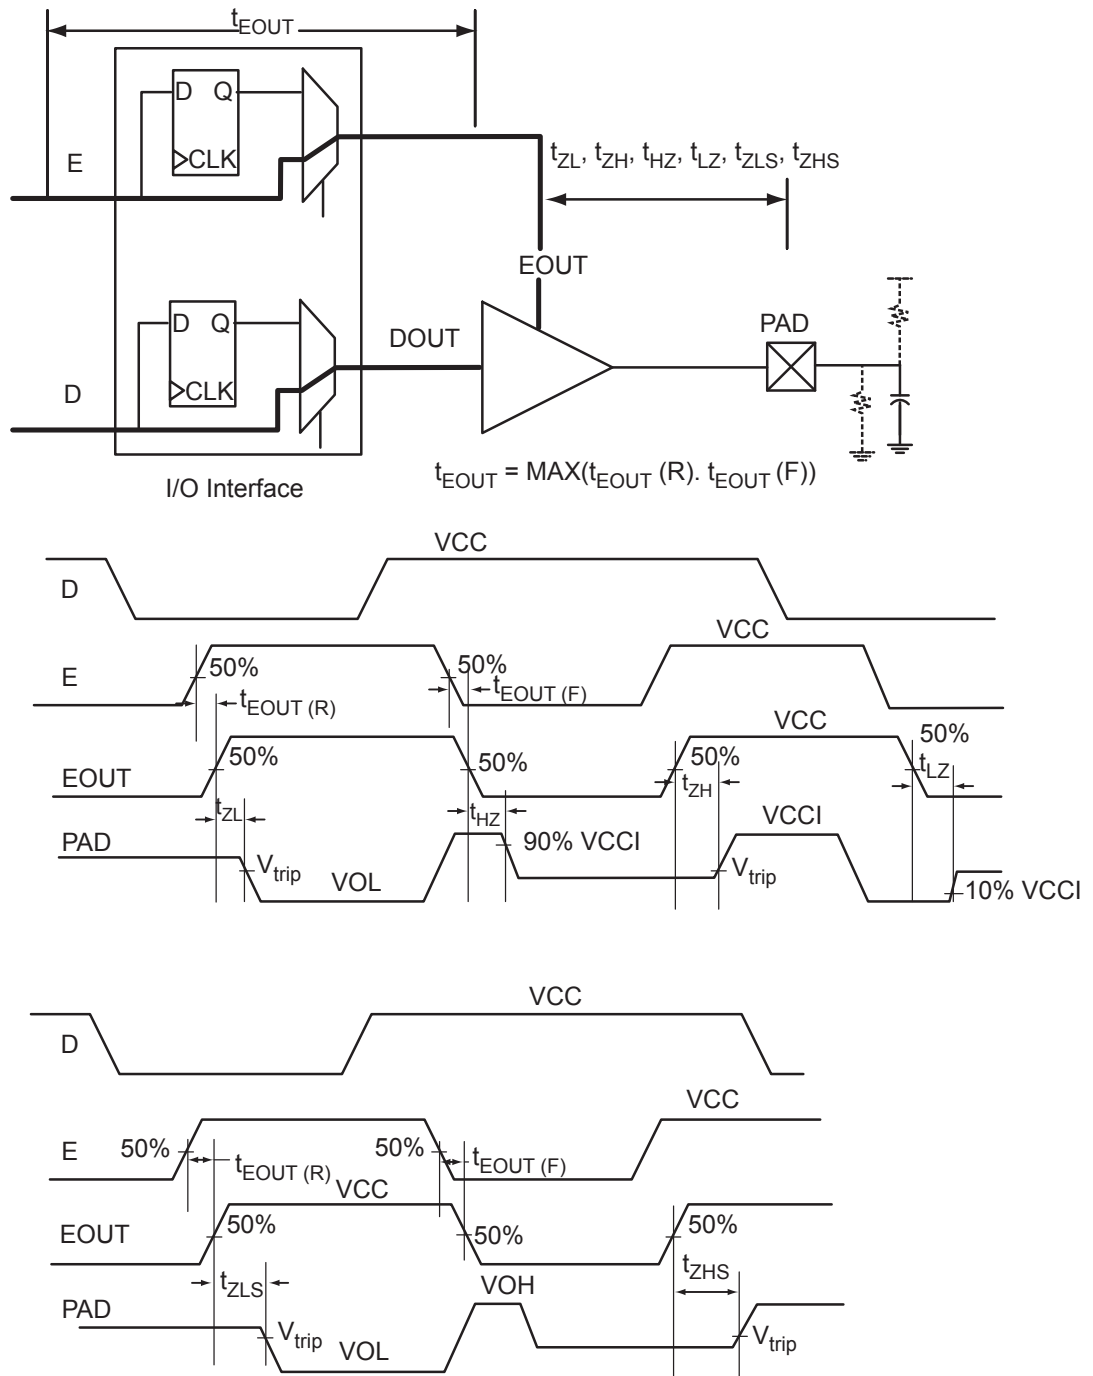 tEOUT
D Q
CLK
E
tZL, tZH, tHZ, tLZ, tZLS, tZHS
EOUT
D Q
CLK
DOUT
PAD
D
I/O Interface
tEOUT = MAX(tEOUT (R). tEOUT (F))
VCC
D
VCC
E
50%
50%
tEOUT (R)
tEOUT (F)
VCC
50%
EOUT
50%
50%
50%
tZL
tHZ
tZH
tLZ
PAD
90% VCCI
VCCI
Vtrip
VOL
Vtrip
10% VCCI
VCC
D
VCC
E
50%
50%
tEOUT (R)
tEOUT (F)
VCC
EOUT
50%
50%
50%
tZLS
VOH
tZHS
PAD
Vtrip
VOL
Vtrip